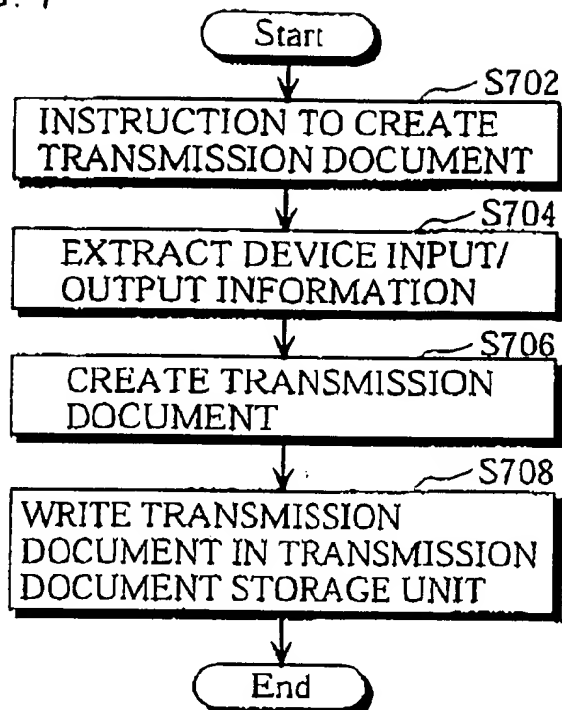 Start
S702
INSTRUCTION TO CREATE
TRANSMISSION DOCUMENT
S704
EXTRACT DEVICE INPUT/
OUTPUT INFORMATION
S706
CREATE TRANSMISSION
DOCUMENT
S708
WRITE TRANSMISSION
DOCUMENT IN TRANSMISSION
DOCUMENT STORAGE UNIT
End